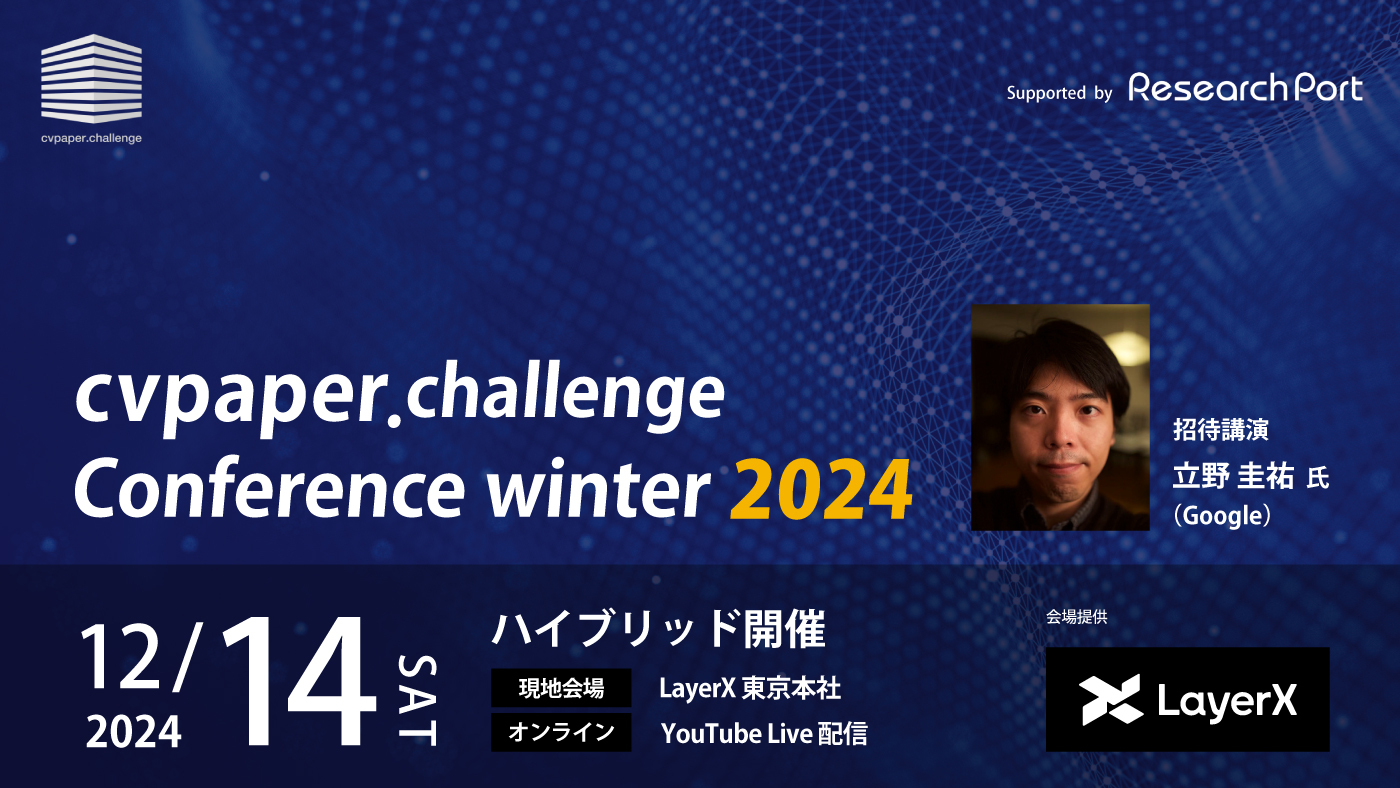 cvpaper.challenge
Supported by ResearchPort
cvpaper.challenge
Conference winter 2024
招待講演
立野 圭祐 氏
（Google）
12/14 SAT
2024
ハイブリッド開催
現地会場 LayerX 東京本社
オンライン YouTube Live 配信
会場提供
LayerX